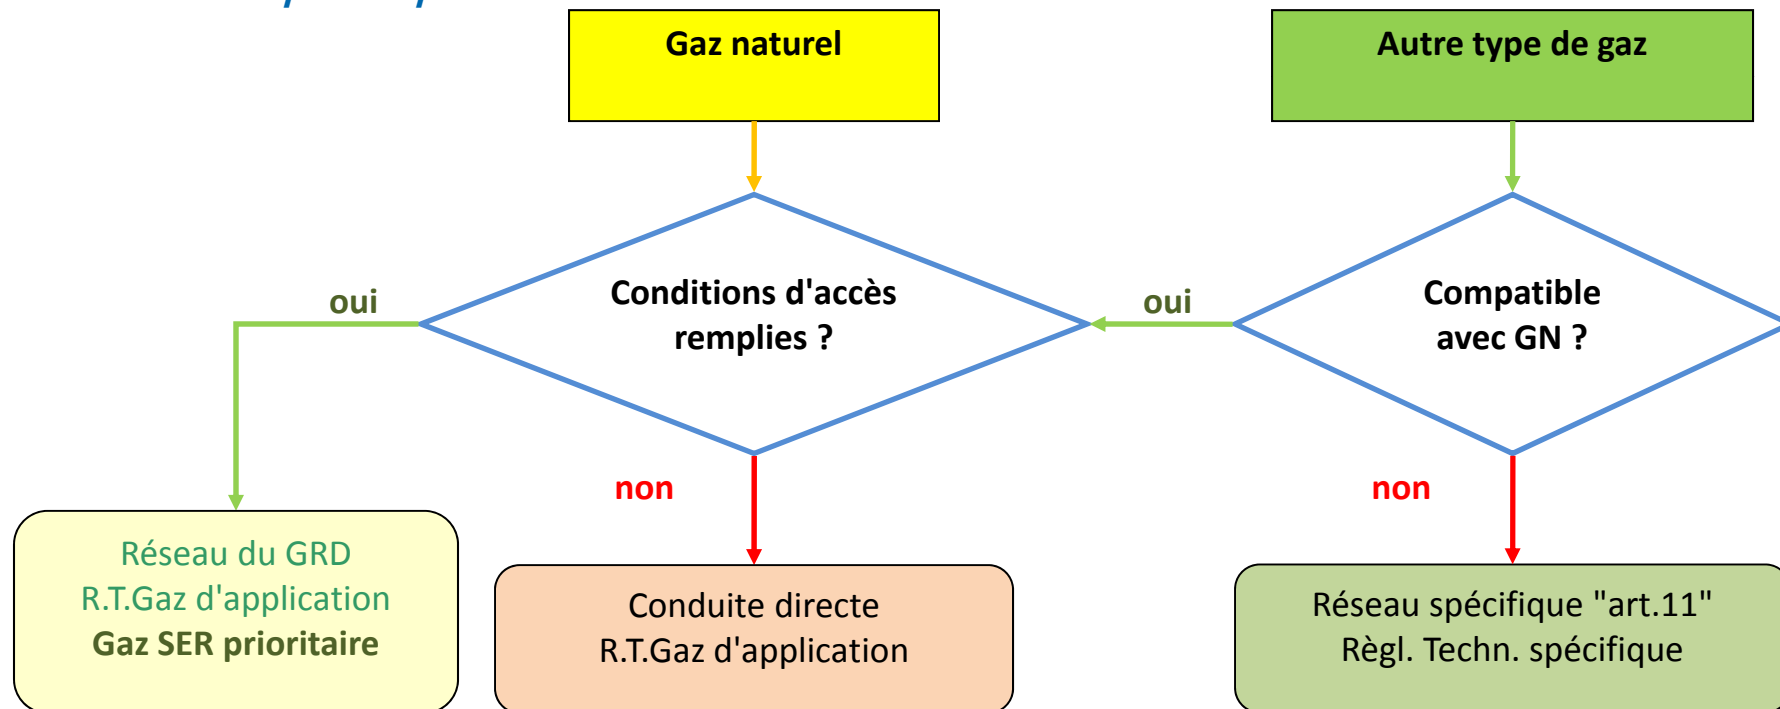 Gaz naturel
Autre type de gaz
oui
Conditions d'accès
remplies ?
oui
Compatible
avec GN ?
non
non
Réseau du GRD
R.T.Gaz d'application
Gaz SER prioritaire
Conduite directe
R.T.Gaz d'application
Réseau spécifique "art.11"
Règl. Techn. spécifique